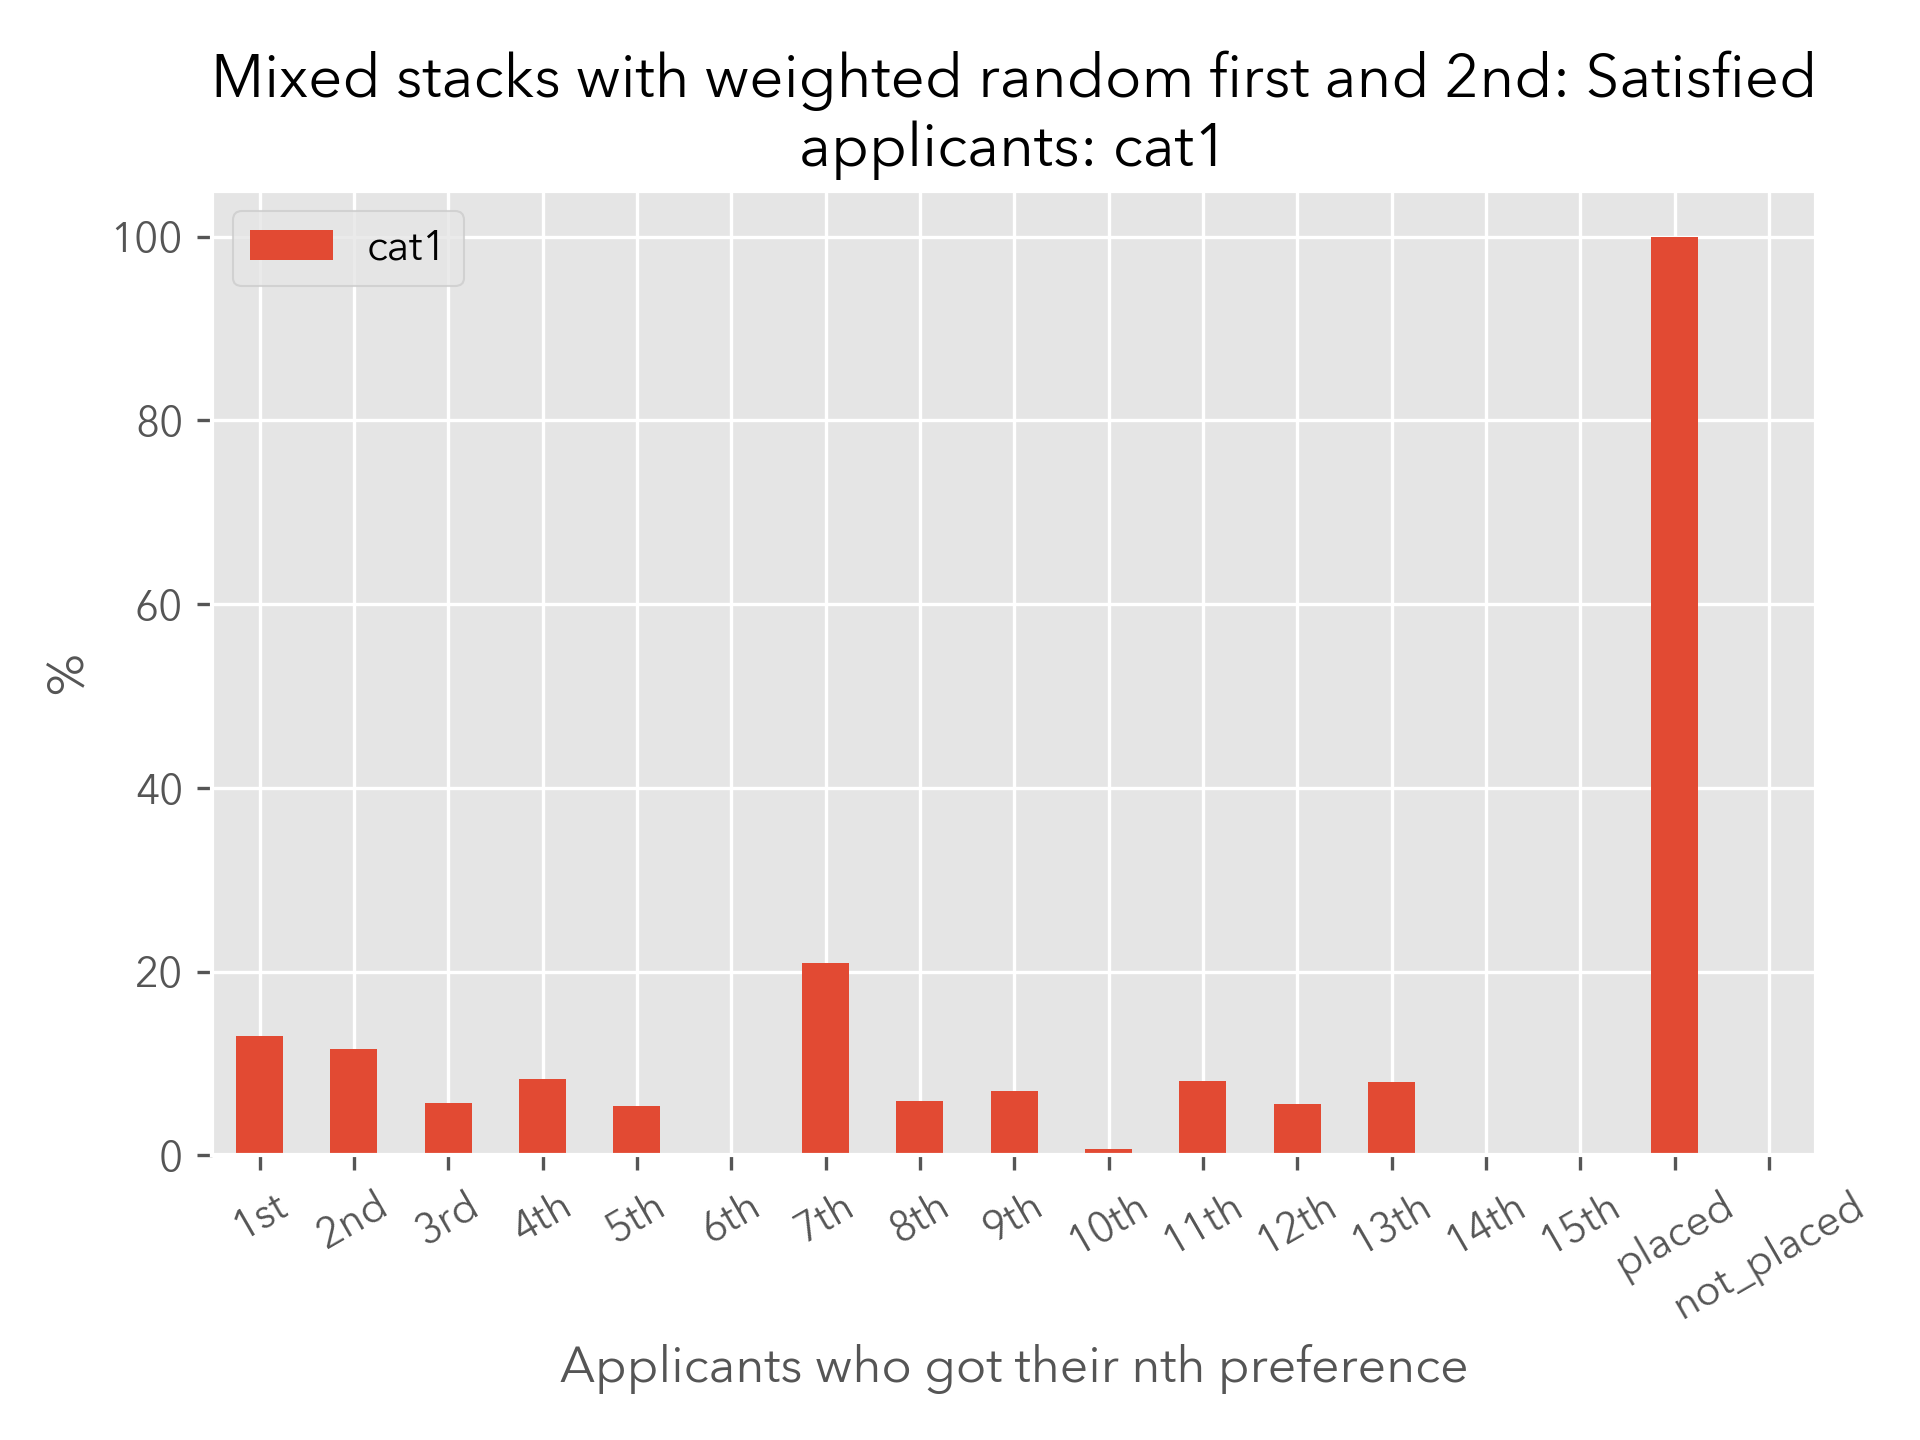 Mixed stacks with weighted random first and 2nd: Satisfied
applicants: cat1
cat1
100
80
60
40
20
0
%
1st
2nd
3rd
4th
5th
6th
7th
8th
9th
10th
11th
12th
13th
14th
15th
placed
not_placed
Applicants who got their nth preference